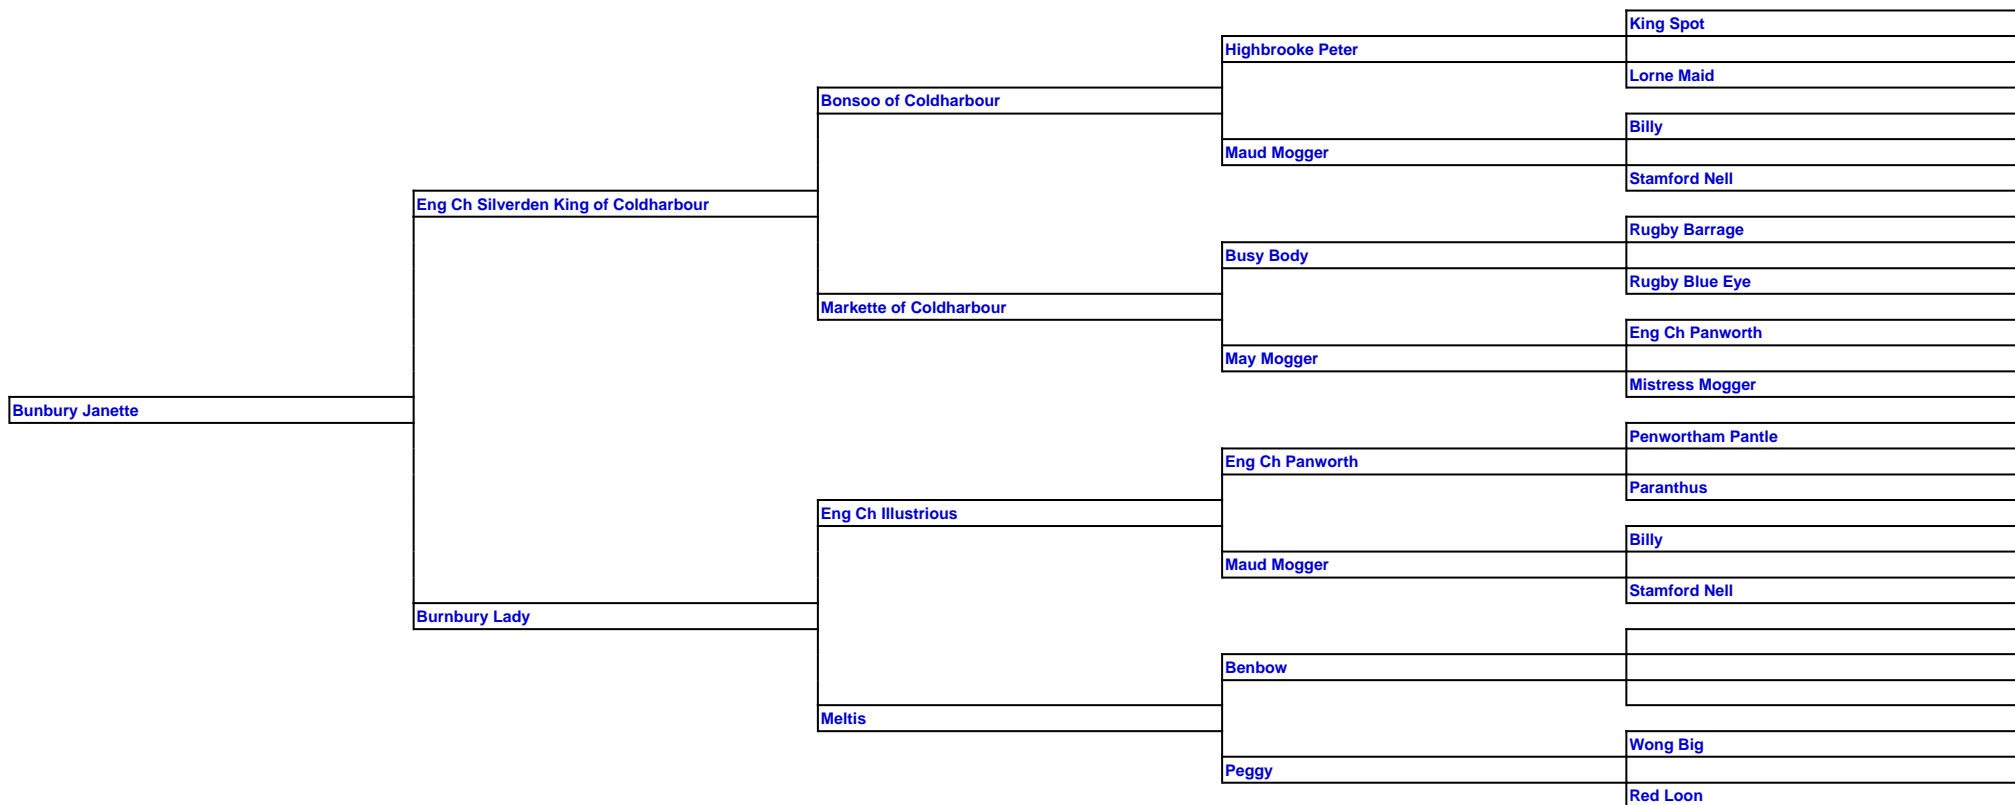 King Spot
Highbrooke Peter
Lorne Maid
Bonsoo of Coldharbour
Billy
Maud Mogger
Stamford Nell
Eng Ch Silverden King of Coldharbour
Rugby Barrage
Busy Body
Rugby Blue Eye
Markette of Coldharbour
Eng Ch Panworth
May Mogger
Mistress Mogger
Bunbury Janette
Penwortham Pantle
Eng Ch Panworth
Paranthus
Eng Ch Illustrious
Billy
Maud Mogger
Stamford Nell
Burnbury Lady
Benbow
Meltis
Wong Big
Peggy
Red Loon